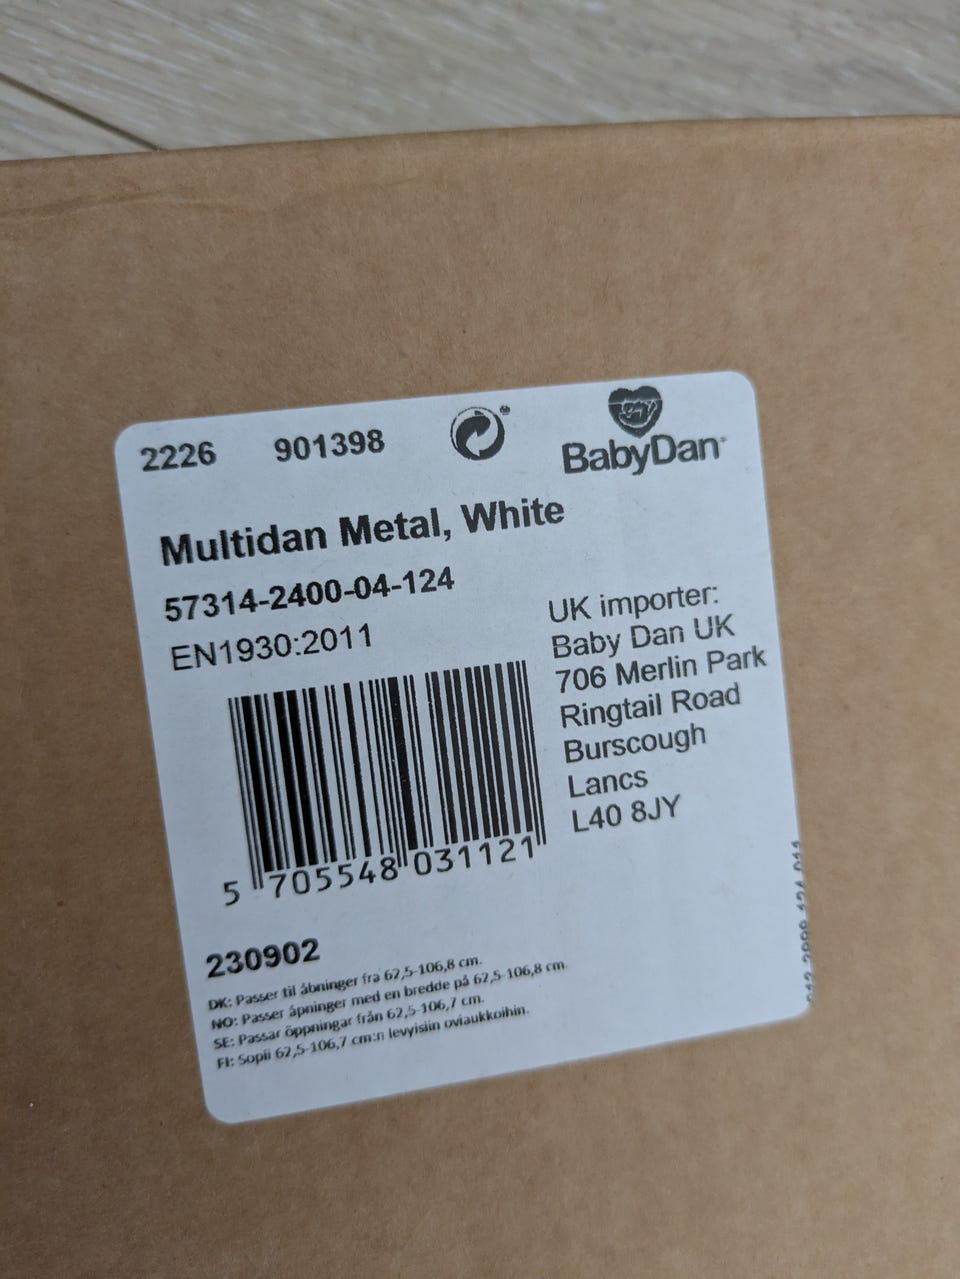 2226 901398
BabyDan
Multidan Metal, White
57314-2400-04-124
EN1930:2011
UK importer:
Baby Dan UK
706 Merlin Park
Ringtail Road
Burscough
Lancs
L40 8JY
5 705548 031121
230902
DK: Passer til åbninger fra 62,5-106,8 cm.
NO: Passer åpninger med en bredde på 62,5-106,8 cm.
SE: Passar öppningar från 62,5-106,7 cm.
FI: Sopii 62,5-106,7 cm:n levyisiin oviaukkoihin.